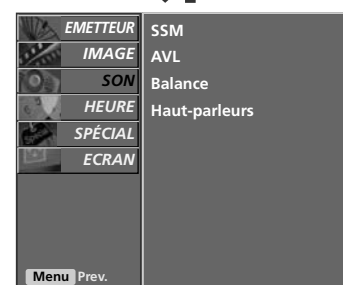 EMETTEUR
IMAGE
SON
HEURE
SPÉCIAL
ECRAN
SSM
AVL
Balance
Haut-parleurs
Menu Prev.